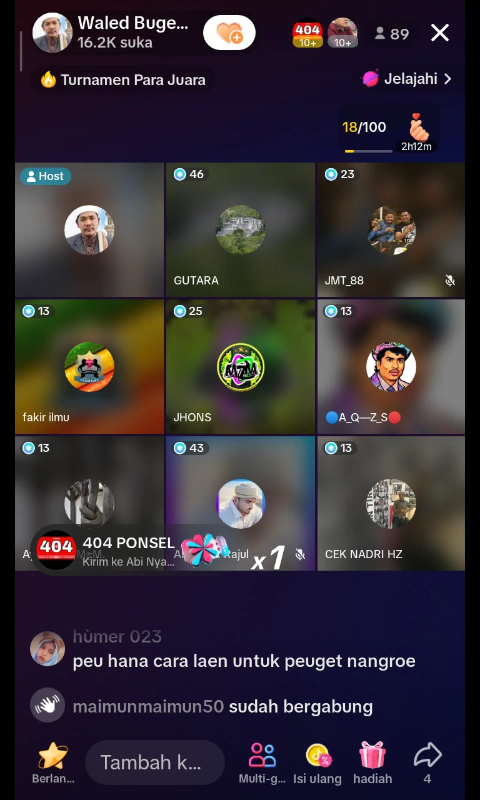 Waled Buge...
16.2K suka
404
10+
10+
89
Turnamen Para Juara
Jelajahi
18/100
2h12m
Host
46
23
GUTARA
JMT_88
13
25
13
fakir ilmu
JHONS
A_Q—Z_S
13
43
13
404
404 PONSEL
Kirim ke Abi Nya...
x1
Rajul
CEK NADRI HZ
hùmer 023
peu hana cara laen untuk peuget nangroe
maimunmaimun50 sudah bergabung
Berlan...
Tambah k...
Multi-g...
Isi ulang
hadiah
4